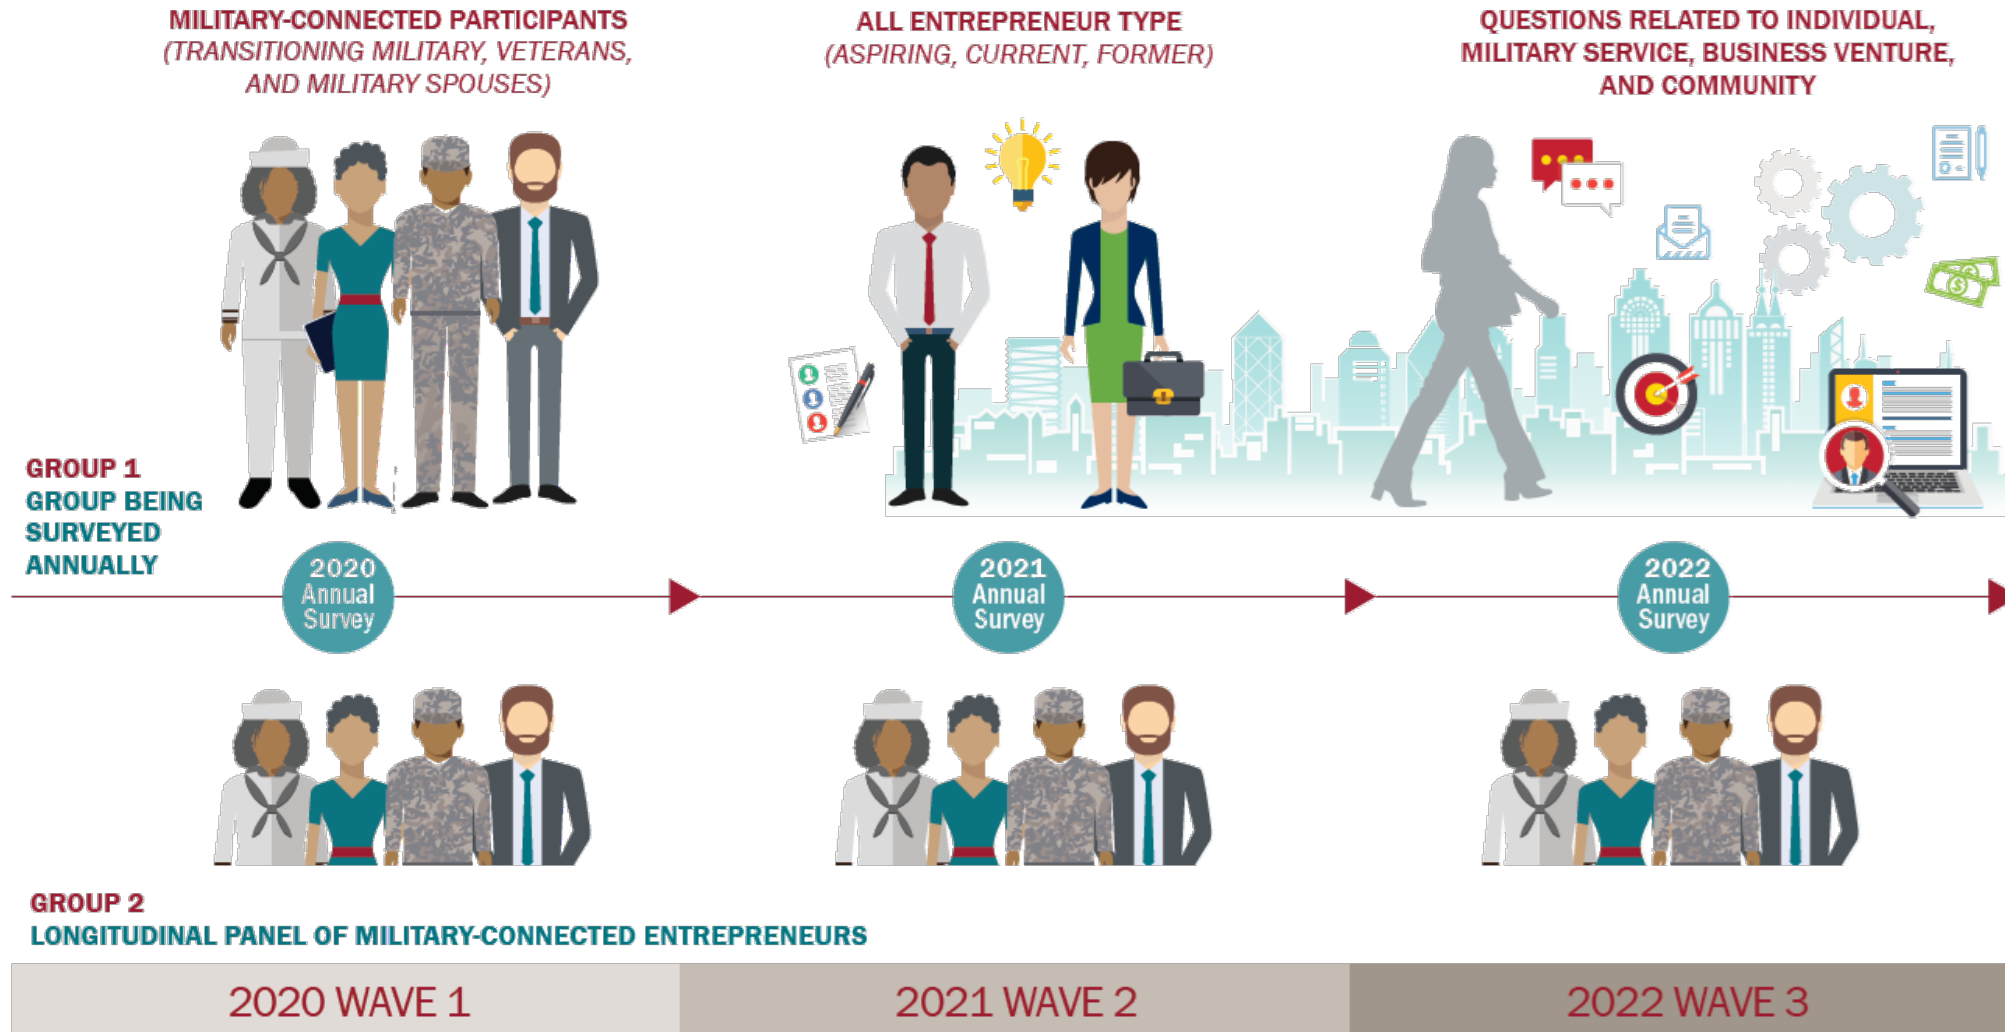 MILITARY-CONNECTED PARTICIPANTS
(TRANSITIONING MILITARY, VETERANS,
AND MILITARY SPOUSES)
ALL ENTREPRENEUR TYPE
(ASPIRING, CURRENT, FORMER)
QUESTIONS RELATED TO INDIVIDUAL,
MILITARY SERVICE, BUSINESS VENTURE,
AND COMMUNITY
GROUP 1
GROUP BEING
SURVEYED
ANNUALLY
2020
Annual
Survey
2021
Annual
Survey
2022
Annual
Survey
GROUP 2
LONGITUDINAL PANEL OF MILITARY-CONNECTED ENTREPRENEURS
2020 WAVE 1
2021 WAVE 2
2022 WAVE 3